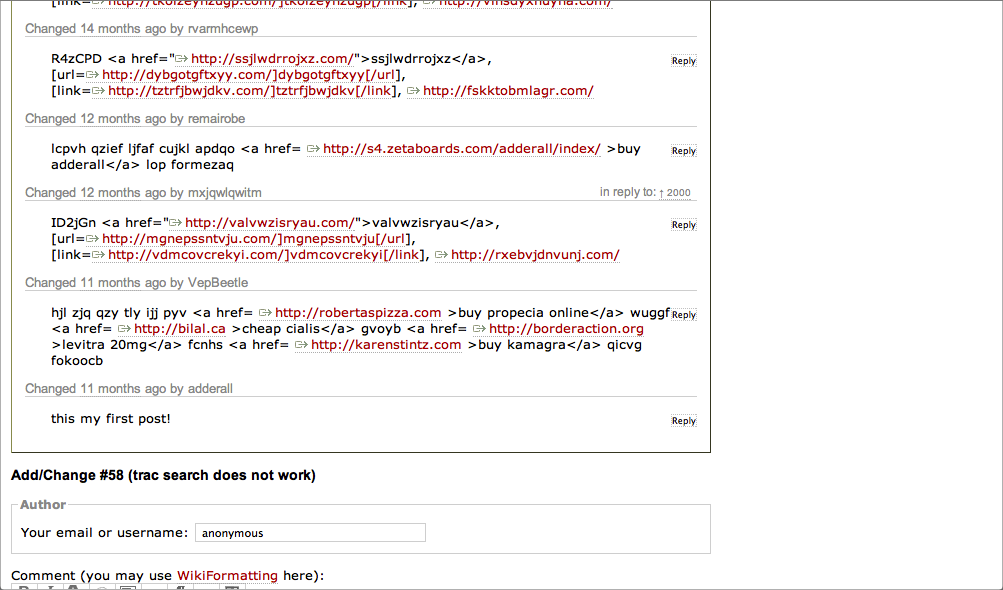 Changed 14 months ago by rvarmhcewp
R4zCPD <a href="http://ssjlwdrrojxz.com/">ssjlwdrrojxz</a>,
Reply
[url=http://dybgotgftxyy.com/]dybgotgftxyy[/url],
[link=http://tztrfjbwjdkv.com/]tztrfjbwjdkv[/link], http://fskktobmlagr.com/
Changed 12 months ago by remairobe
lcpvh qzief ljfaf cujkl apdqo <a href= http://s4.zetaboards.com/adderall/index/ >buy
Reply
adderall</a> lop formezaq
Changed 12 months ago by mxjqwlqwitm
in reply to: ↑ 2000
ID2jGn <a href="http://valvwzisryau.com/">valvwzisryau</a>,
Reply
[url=http://mgnepssntvju.com/]mgnepssntvju[/url],
[link=http://vdmcovcrekyi.com/]vdmcovcrekyi[/link], http://rxebvjdnvunj.com/
Changed 11 months ago by VepBeetle
hjl zjq qzy tly ijj pyv <a href= http://robertaspizza.com >buy propecia online</a> wuggf
Reply
<a href= http://bilal.ca >cheap cialis</a> gvoyb <a href= http://borderaction.org
>levitra 20mg</a> fcnhs <a href= http://karenstintz.com >buy kamagra</a> qicvg
fokoocb
Changed 11 months ago by adderall
this my first post!
Reply
Add/Change #58 (trac search does not work)
Author
Your email or username: anonymous
Comment (you may use WikiFormatting here):